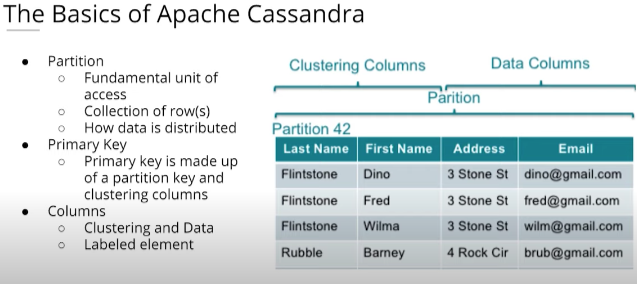 The Basics of Apache Cassandra
● Partition
○ Fundamental unit of
access
○ Collection of row(s)
○ How data is distributed
● Primary Key
○ Primary key is made up
of a partition key and
clustering columns
● Columns
○ Clustering and Data
○ Labeled element
Clustering Columns Data Columns
Parition
Partition 42
Last Name First Name Address Email
Flintstone Dino 3 Stone St dino@gmail.com
Flintstone Fred 3 Stone St fred@gmail.com
Flintstone Wilma 3 Stone St wilm@gmail.com
Rubble Barney 4 Rock Cir brub@gmail.com